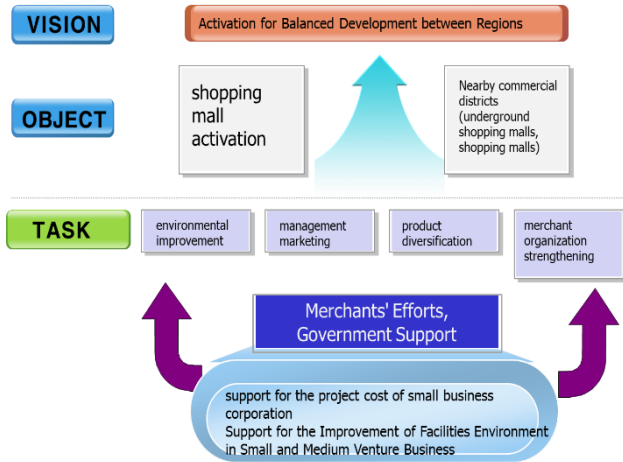 VISION
Activation for Balanced Development between Regions
OBJECT
shopping
mall
activation
Nearby commercial
districts
(underground
shopping malls,
shopping malls)
TASK
environmental
improvement
management
marketing
product
diversification
merchant
organization
strengthening
Merchants' Efforts,
Government Support
support for the project cost of small business
corporation
Support for the Improvement of Facilities Environment
in Small and Medium Venture Business